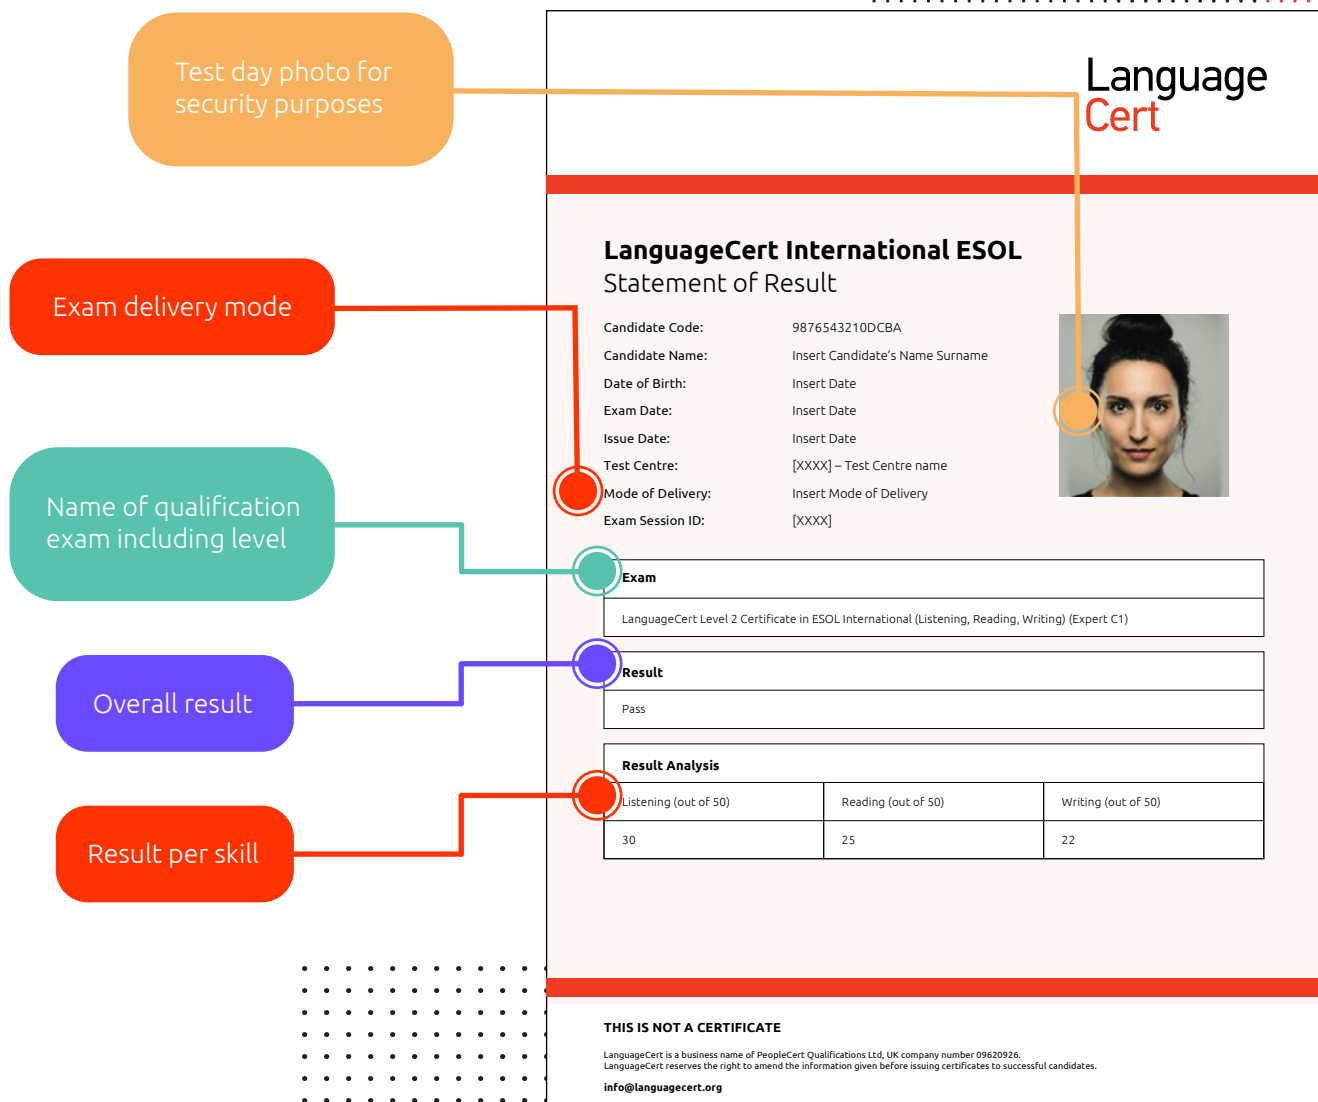 Test day photo for
security purposes
Language
Cert
LanguageCert International ESOL
Statement of Result
Exam delivery mode
Candidate Code: 9876543210DCBA
Candidate Name: Insert Candidate's Name Surname
Date of Birth: Insert Date
Exam Date: Insert Date
Issue Date: Insert Date
Test Centre: [XXXX] – Test Centre name
Mode of Delivery: Insert Mode of Delivery
Exam Session ID: [XXXX]
Name of qualification
exam including level
Exam
LanguageCert Level 2 Certificate in ESOL International (Listening, Reading, Writing) (Expert C1)
Overall result
Result
Pass
Result per skill
Result Analysis
Listening (out of 50) Reading (out of 50) Writing (out of 50)
30 25 22
THIS IS NOT A CERTIFICATE
LanguageCert is a business name of PeopleCert Qualifications Ltd, UK company number 09620926.
LanguageCert reserves the right to amend the information given before issuing certificates to successful candidates.
info@languagecert.org